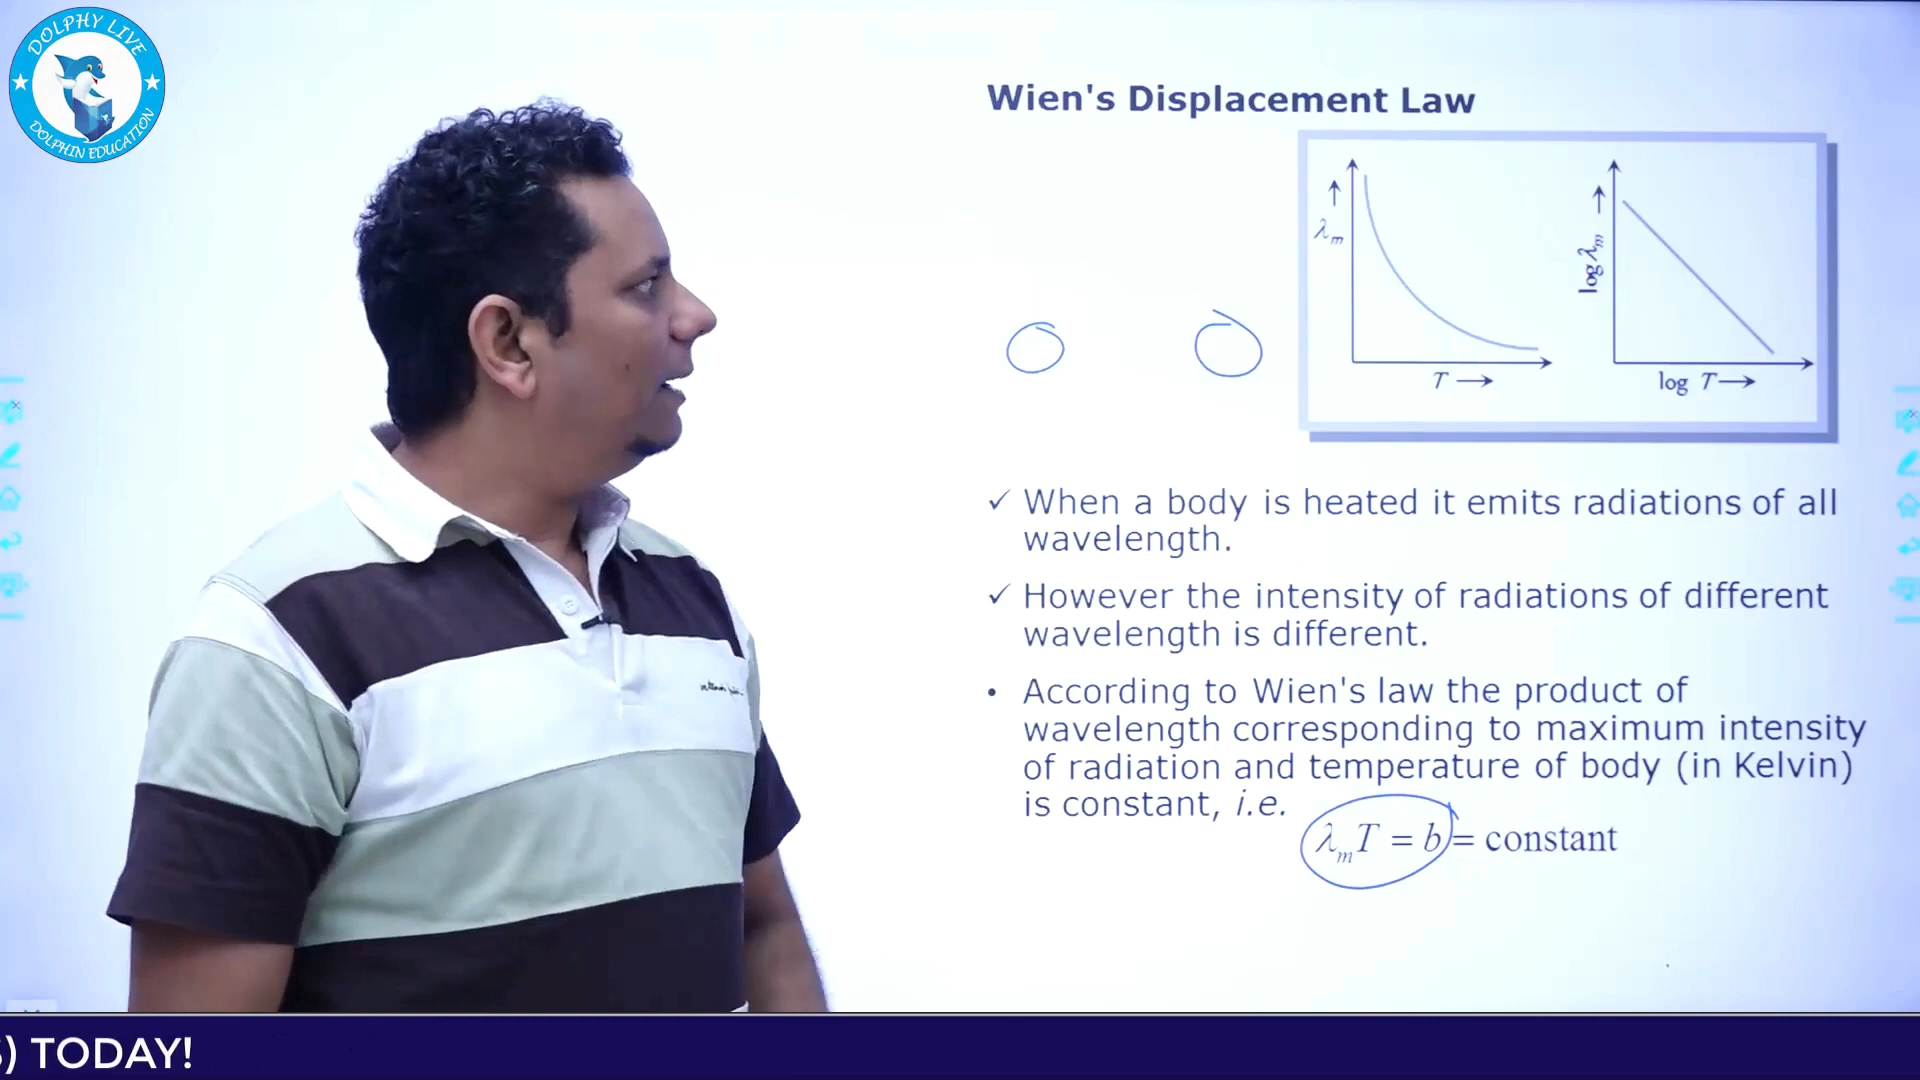 DOLPHY LIVE
DOLPHIN EDUCATION
Wien's Displacement Law
λm
T
log λm
log T
✓ When a body is heated it emits radiations of all
wavelength.
✓ However the intensity of radiations of different
wavelength is different.
• According to Wien's law the product of
wavelength corresponding to maximum intensity
of radiation and temperature of body (in Kelvin)
is constant, i.e.
λmT = b = constant
) TODAY!